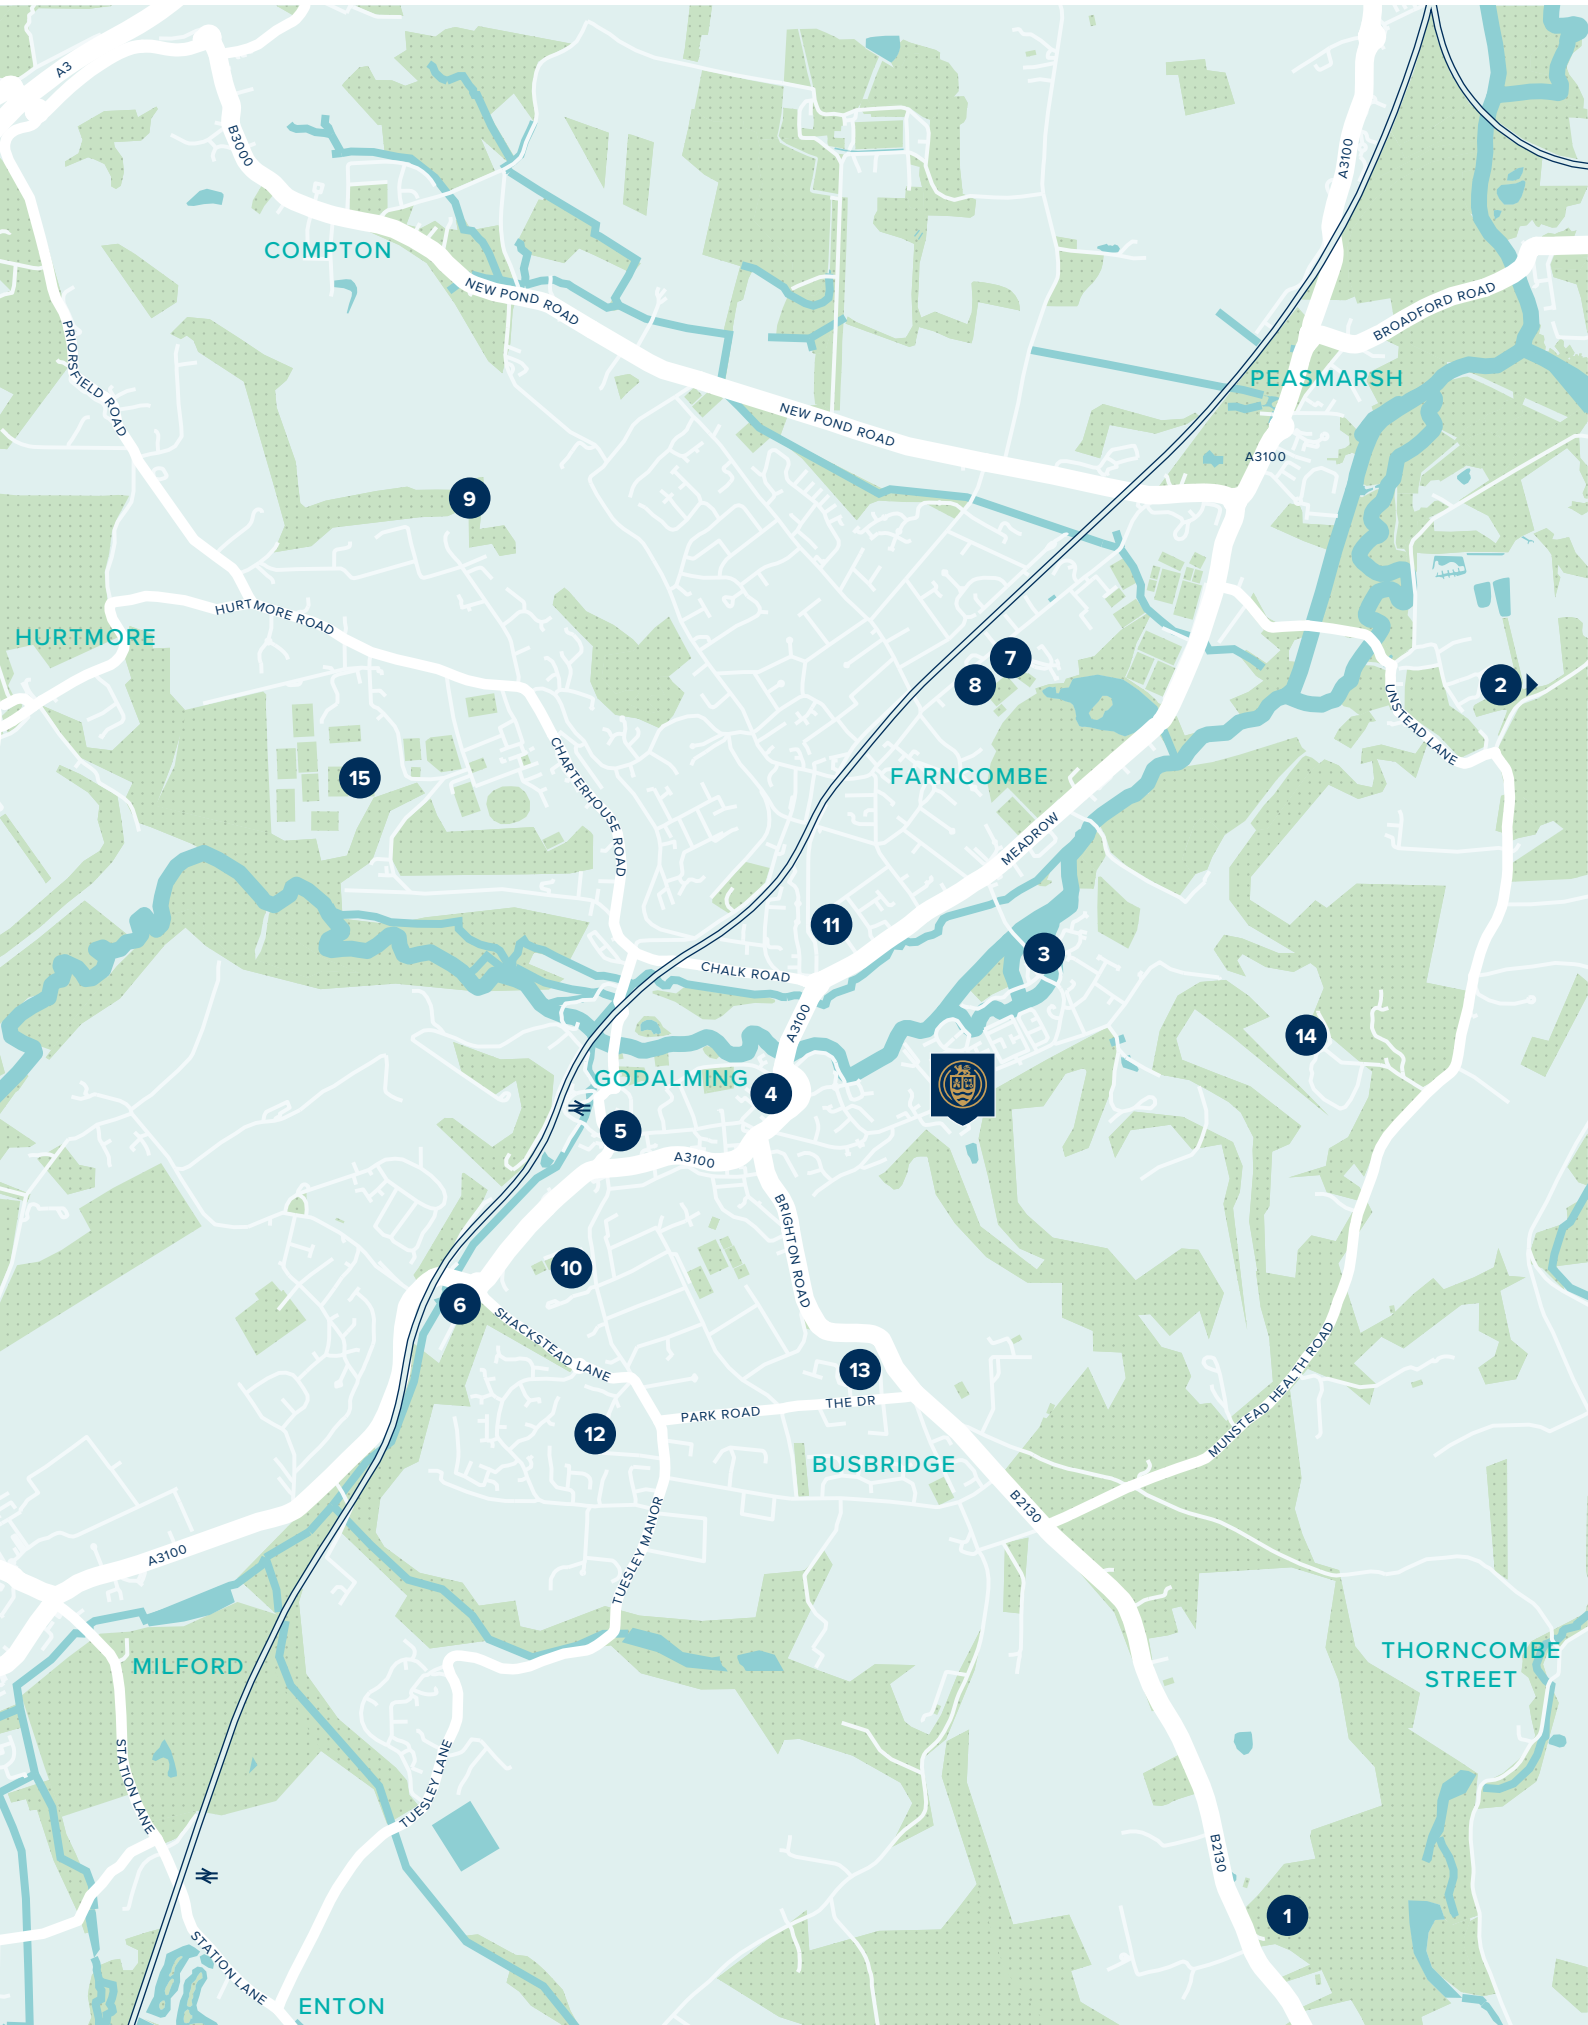 A3
B3000
A3100
COMPTON
NEW POND ROAD
BROADFORD ROAD
PRIORSFIELD ROAD
PEASMARSH
NEW POND ROAD
A3100
9
HURTMORE ROAD
HURTMORE
7
8
2
UNSTEAD LANE
15
CHARTERHOUSE ROAD
FARNCOMBE
MEADROW
11
3
CHALK ROAD
A3100
14
GODALMING
4
5
A3100
BRIGHTON ROAD
10
6
SHACKSTEAD LANE
13
MUNSTEAD HEALTH ROAD
THE DR
PARK ROAD
12
BUSBRIDGE
B2130
TUESLEY MANOR
A3100
MILFORD
THORNCOMBE
STREET
STATION LANE
TUESLEY LANE
B2130
1
STATION LANE
ENTON